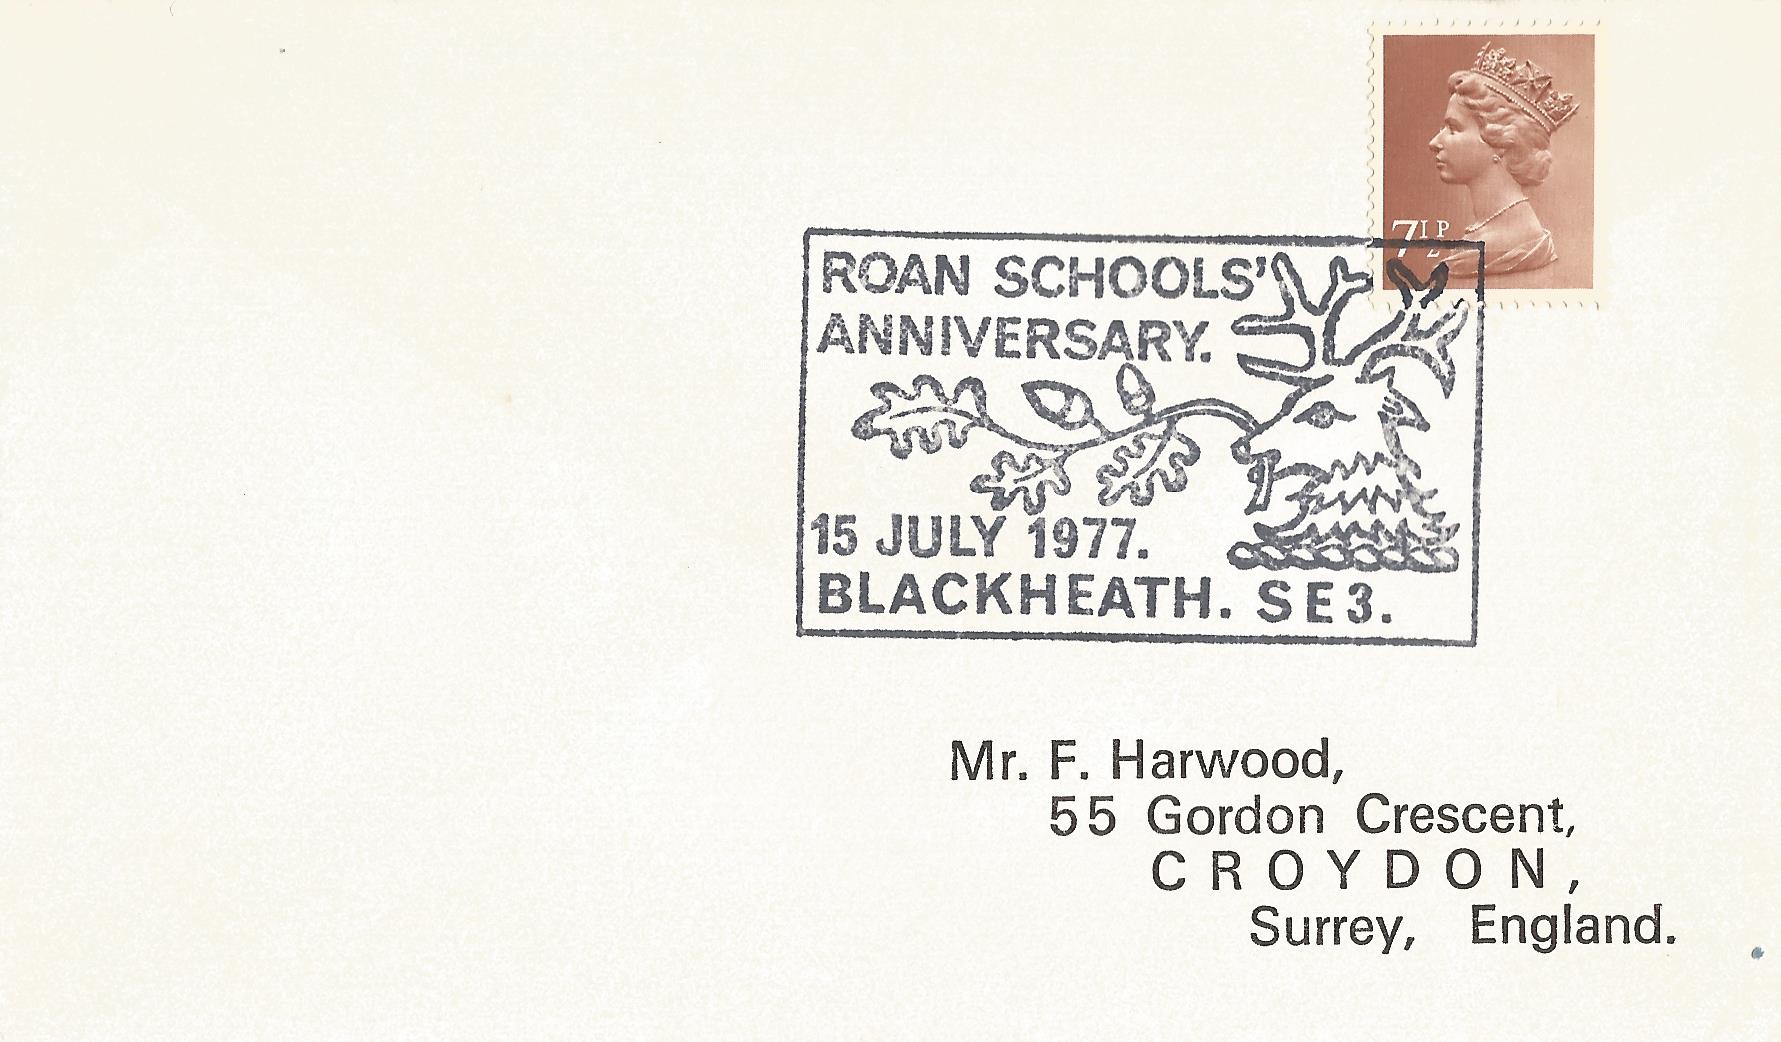 7½P
ROAN SCHOOLS'
ANNIVERSARY.
15 JULY 1977.
BLACKHEATH. SE3.
Mr. F. Harwood,
55 Gordon Crescent,
CROYDON,
Surrey, England.